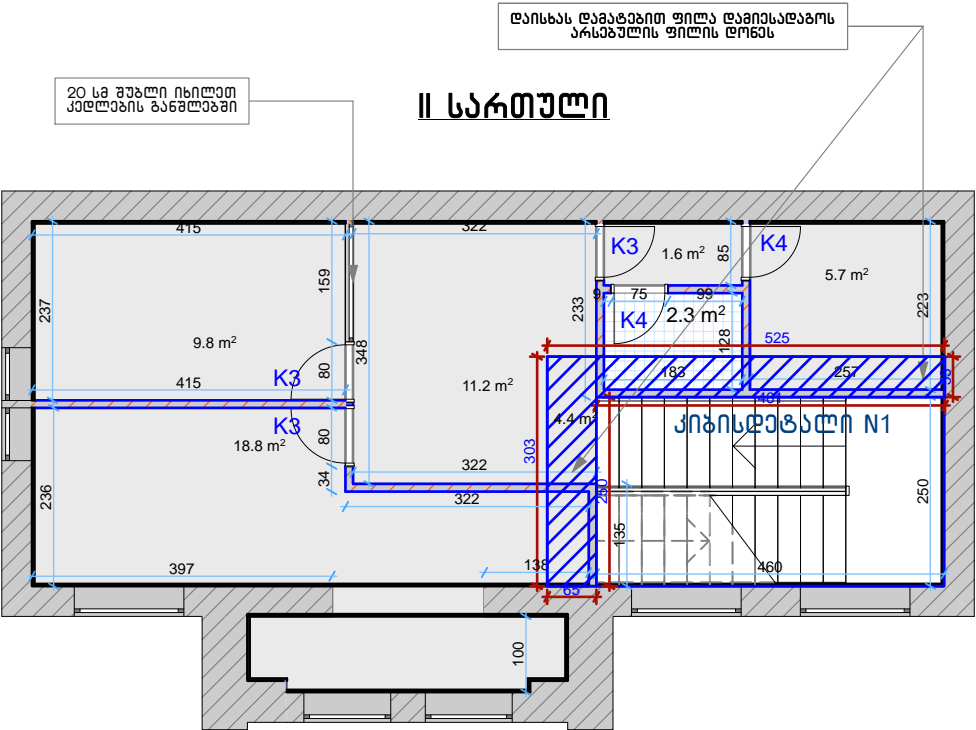 დაისხას დამატებით ფილა დამიესადაგოს
არსებულის ფილის დონეს
20 სმ შუბლი იხილეთ
კედლების განშლებში
II სართული
415
322
K3
1.6 m²
85
K4
5.7 m²
159
237
9
75
99
233
223
K4
2.3 m²
128
525
9.8 m²
348
80
415
K3
11.2 m²
183
257
4.4 m²
K3
80
18.8 m²
კიბისდეტალი N1
303
322
34
236
322
250
250
135
397
138
460
65
100